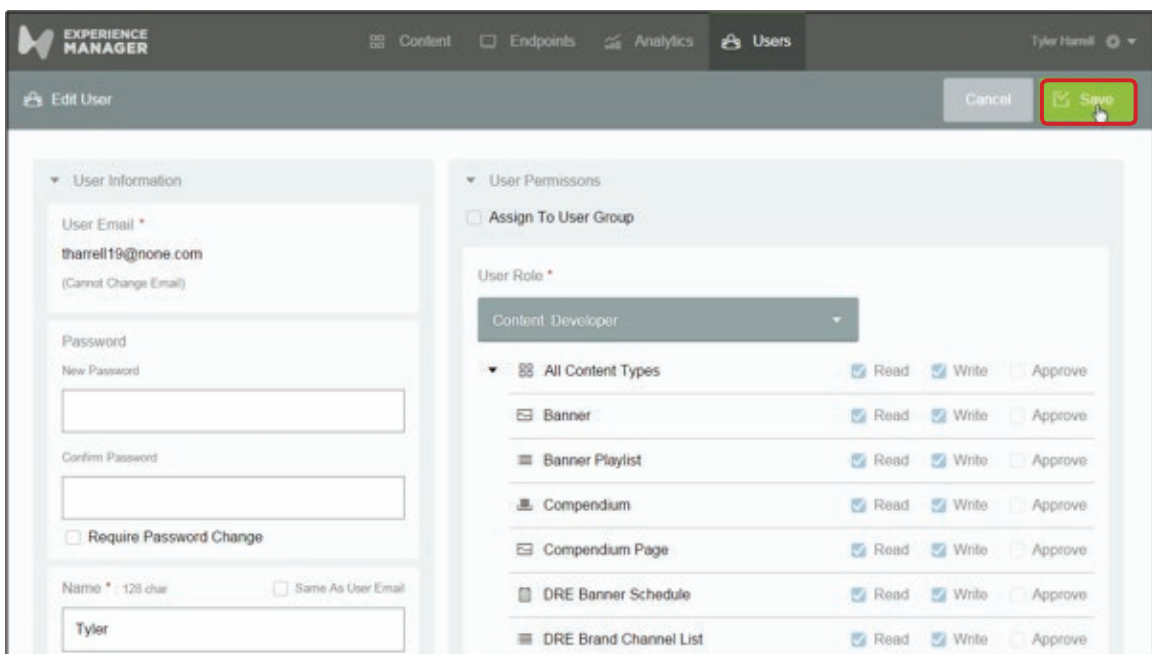 EXPERIENCE
MANAGER
Content Endpoints Analytics Users
Tyler Harrell
Edit User
Cancel Save
User Information
User Email *
tharrell19@none.com
(Cannot Change Email)
Password
New Password
Confirm Password
Require Password Change
Name * : 128 char Same As User Email
Tyler
User Permissons
Assign To User Group
User Role *
Content Developer
All Content Types Read Write Approve
Banner Read Write Approve
Banner Playlist Read Write Approve
Compendium Read Write Approve
Compendium Page Read Write Approve
DRE Banner Schedule Read Write Approve
DRE Brand Channel List Read Write Approve